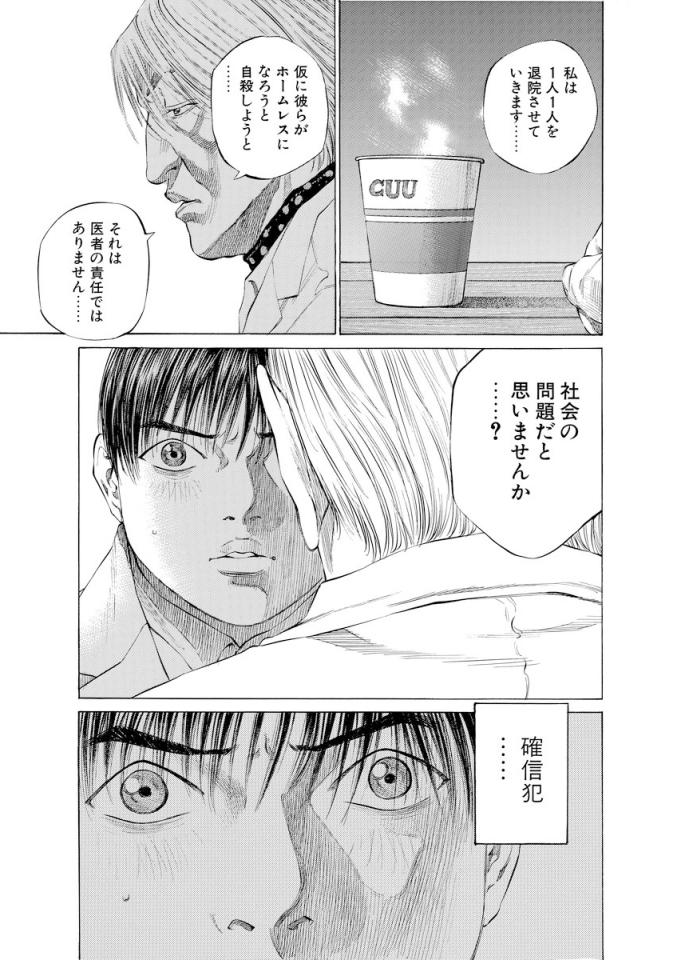 私は
1人1人を
退院させて
いきます……
CUU
仮に彼らが
ホームレスに
なろうと
自殺しようと
……
それは
医者の責任では
ありません……
社会の
問題だと
思いませんか
……？
確信犯
……